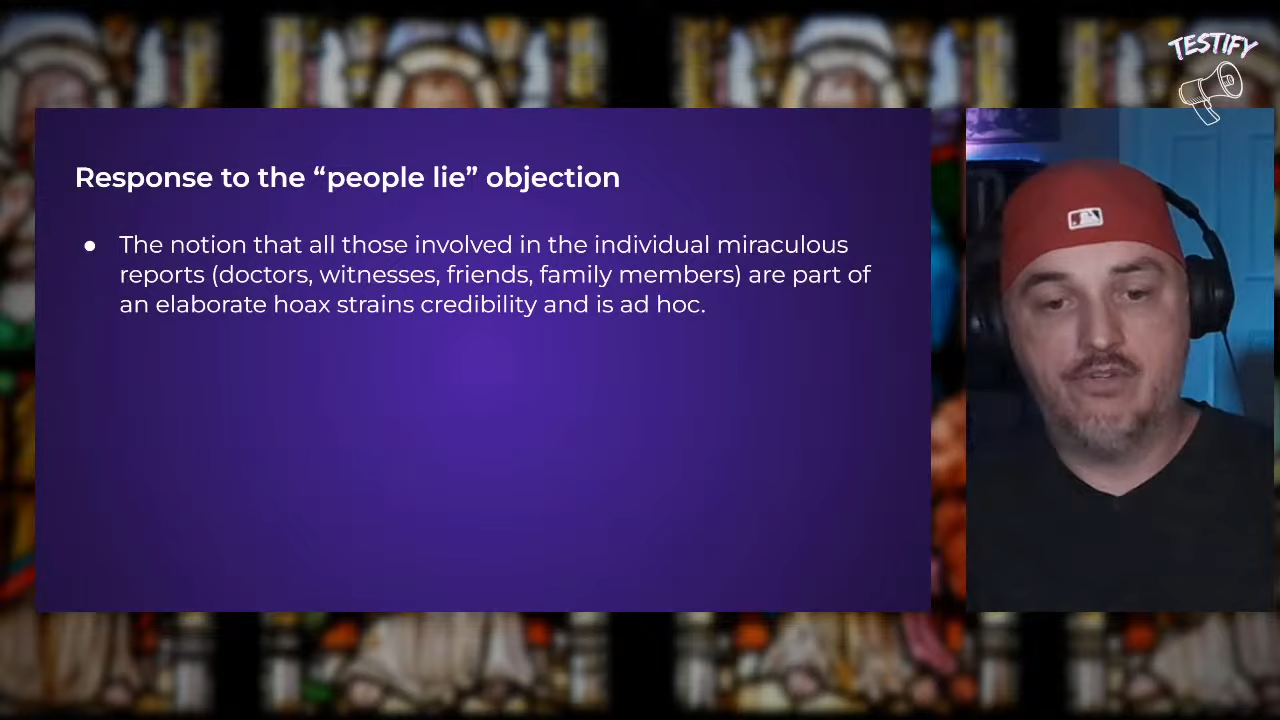 TESTIFY
Response to the “people lie” objection
● The notion that all those involved in the individual miraculous
reports (doctors, witnesses, friends, family members) are part of
an elaborate hoax strains credibility and is ad hoc.